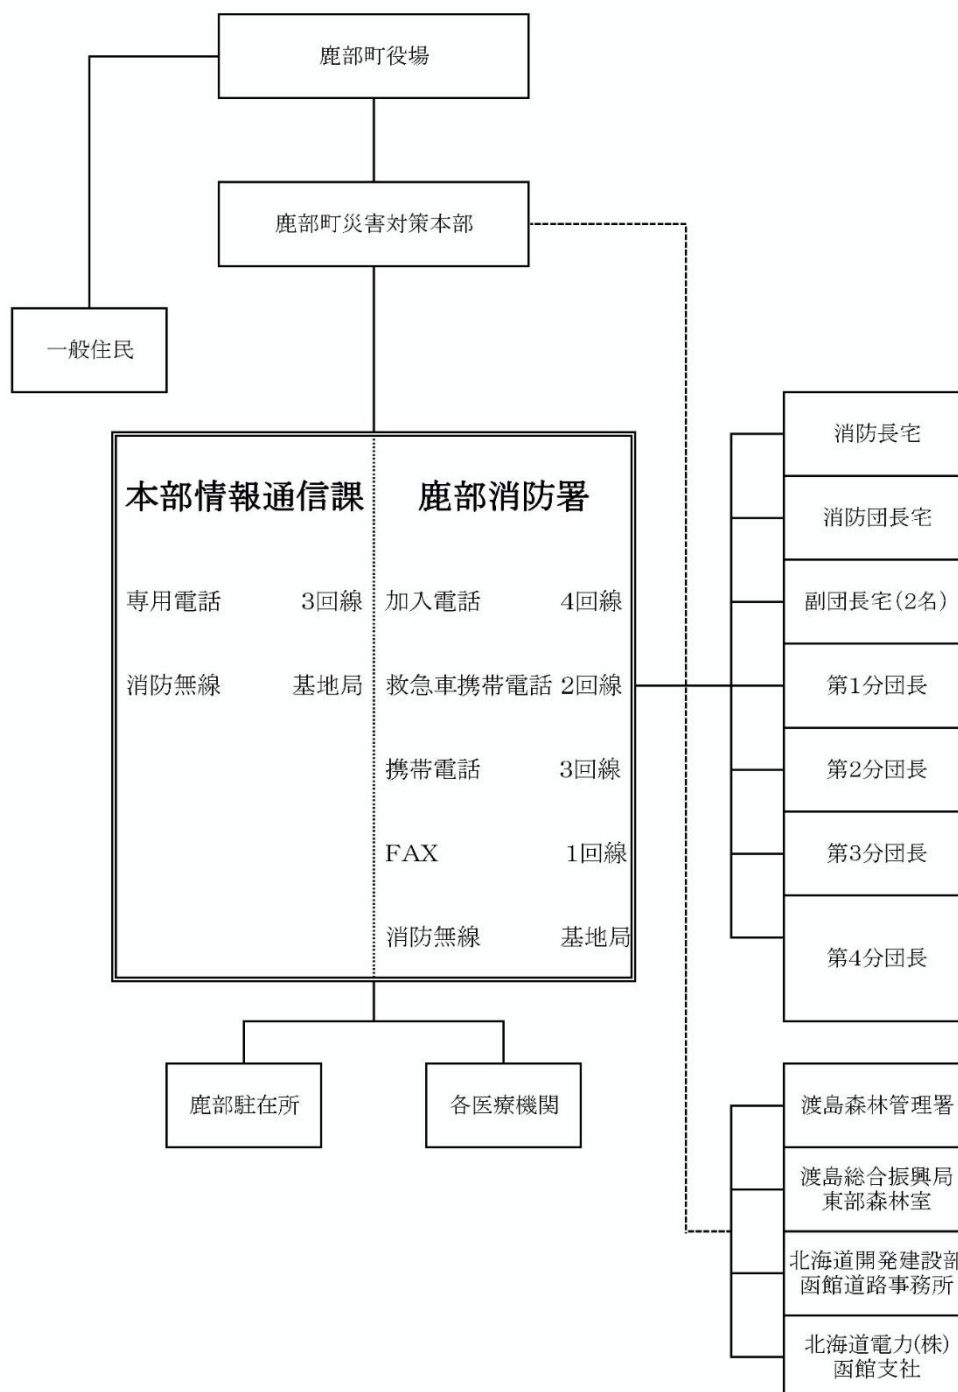 鹿部町役場
鹿部町災害対策本部
一般住民
本部情報通信課
専用電話 3回線
消防無線 基地局
鹿部消防署
加入電話 4回線
救急車携帯電話 2回線
携帯電話 3回線
FAX 1回線
消防無線 基地局
消防長宅
消防団長宅
副団長宅(2名)
第1分団長
第2分団長
第3分団長
第4分団長
鹿部駐在所
各医療機関
渡島森林管理署
渡島総合振興局
東部森林室
北海道開発建設部
函館道路事務所
北海道電力(株)
函館支社